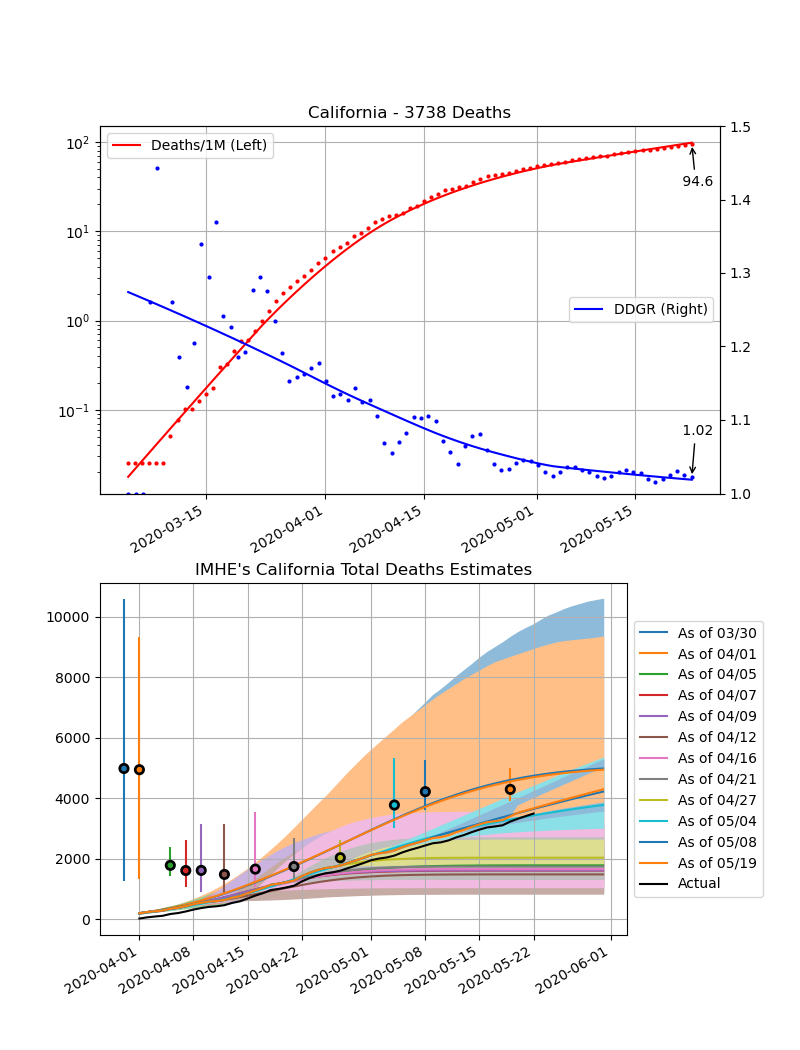 California - 3738 Deaths
10²
10¹
10⁰
10⁻¹
1.5
1.4
1.3
1.2
1.1
1.0
Deaths/1M (Left)
94.6
DDGR (Right)
1.02
2020-03-15
2020-04-01
2020-04-15
2020-05-01
2020-05-15
IMHE's California Total Deaths Estimates
10000
8000
6000
4000
2000
0
As of 03/30
As of 04/01
As of 04/05
As of 04/07
As of 04/09
As of 04/12
As of 04/16
As of 04/21
As of 04/27
As of 05/04
As of 05/08
As of 05/19
Actual
2020-04-01
2020-04-08
2020-04-15
2020-04-22
2020-05-01
2020-05-08
2020-05-15
2020-05-22
2020-06-01